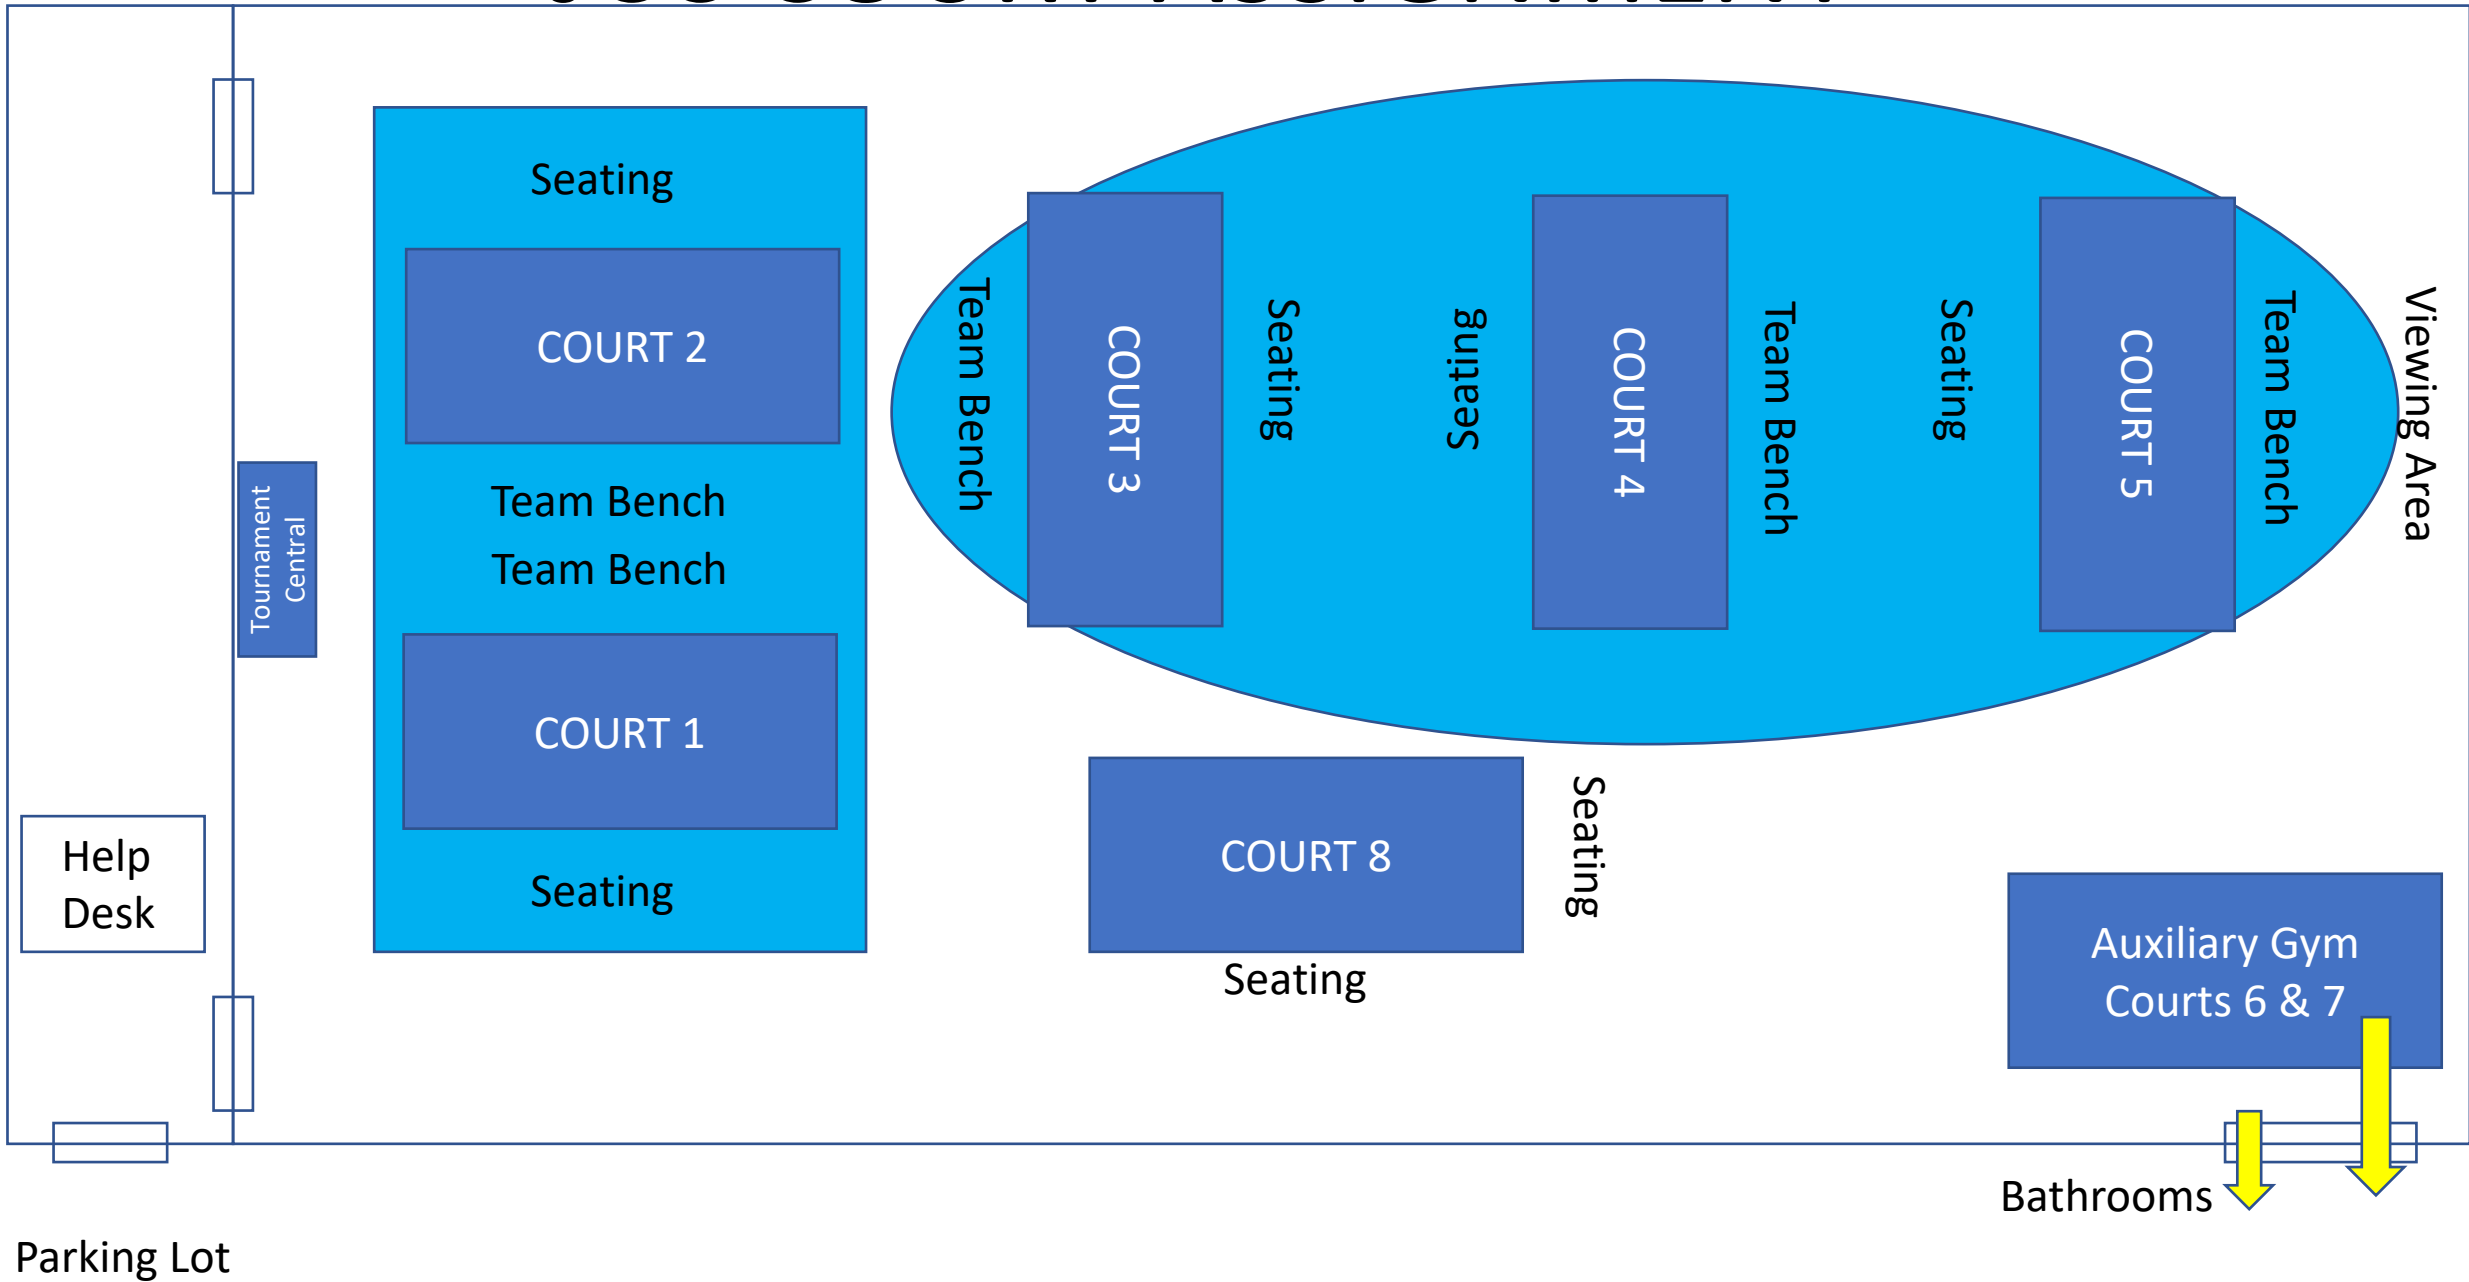 Seating
COURT 2
Team Bench
Team Bench
COURT 1
Seating
Tournament
Central
Help
Desk
Team Bench
COURT 3
Seating
Seating
COURT 4
Team Bench
Seating
COURT 5
Team Bench
Viewing Area
COURT 8
Seating
Seating
Auxiliary Gym
Courts 6 & 7
Bathrooms
Parking Lot